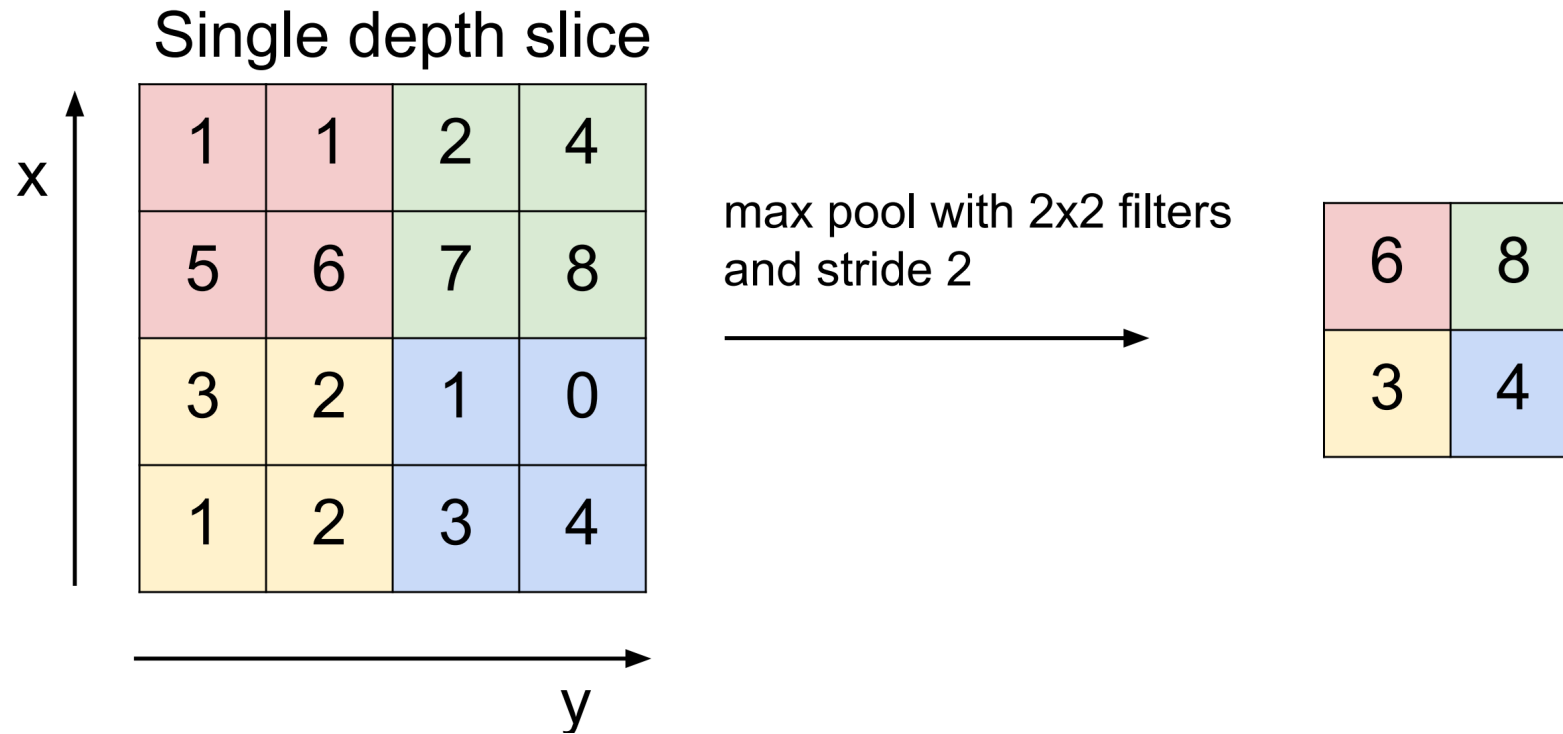 Single depth slice
x
1 1 2 4
5 6 7 8
3 2 1 0
1 2 3 4
y
max pool with 2x2 filters
and stride 2
6 8
3 4